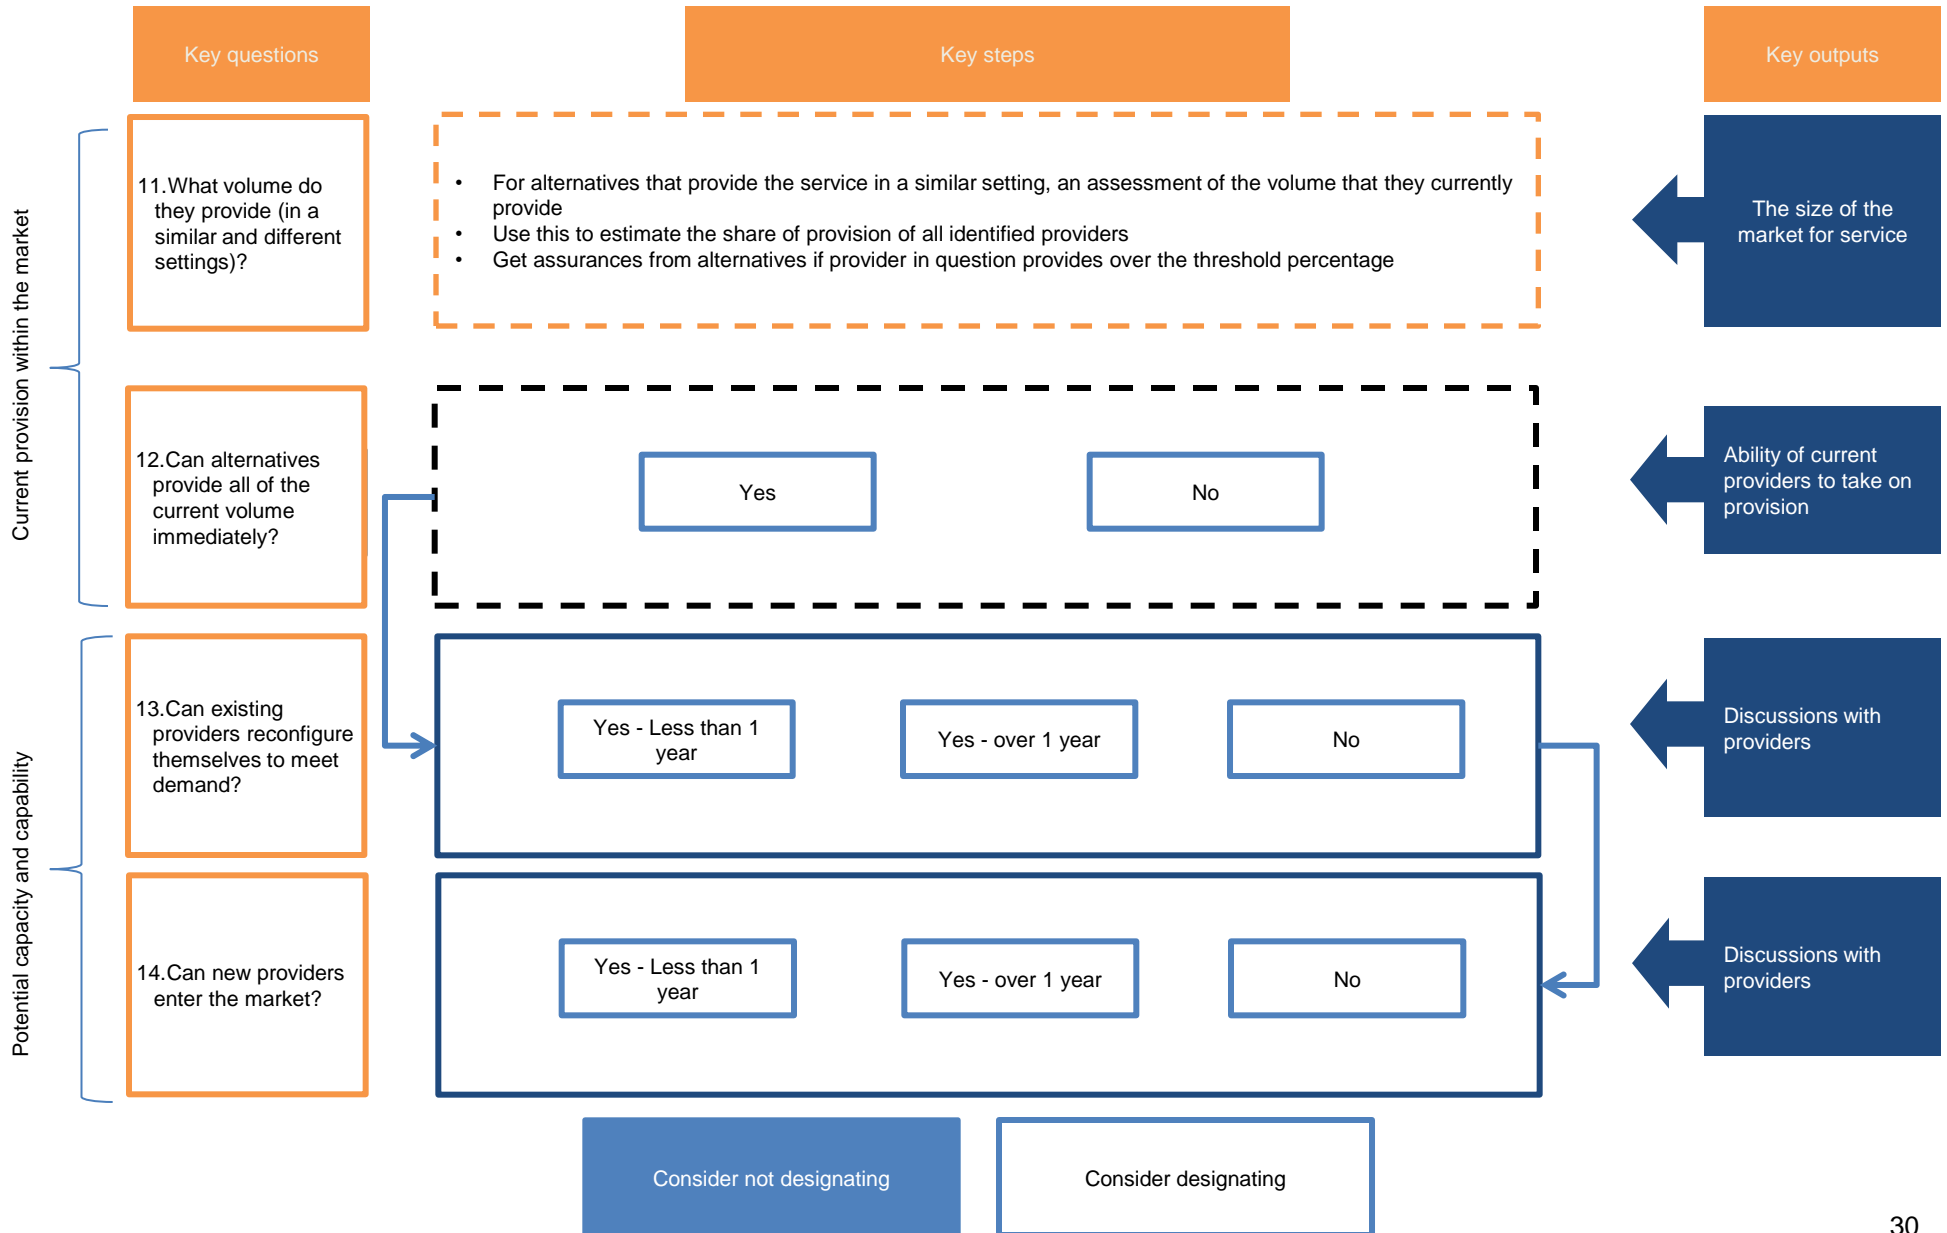 Key questions
Key steps
Key outputs
Current provision within the market
11.What volume do
they provide (in a
similar and different
settings)?
• For alternatives that provide the service in a similar setting, an assessment of the volume that they currently
provide
• Use this to estimate the share of provision of all identified providers
• Get assurances from alternatives if provider in question provides over the threshold percentage
The size of the
market for service
12.Can alternatives
provide all of the
current volume
immediately?
Yes
No
Ability of current
providers to take on
provision
Potential capacity and capability
13.Can existing
providers reconfigure
themselves to meet
demand?
Yes - Less than 1
year
Yes - over 1 year
No
Discussions with
providers
14.Can new providers
enter the market?
Yes - Less than 1
year
Yes - over 1 year
No
Discussions with
providers
Consider not designating
Consider designating
30